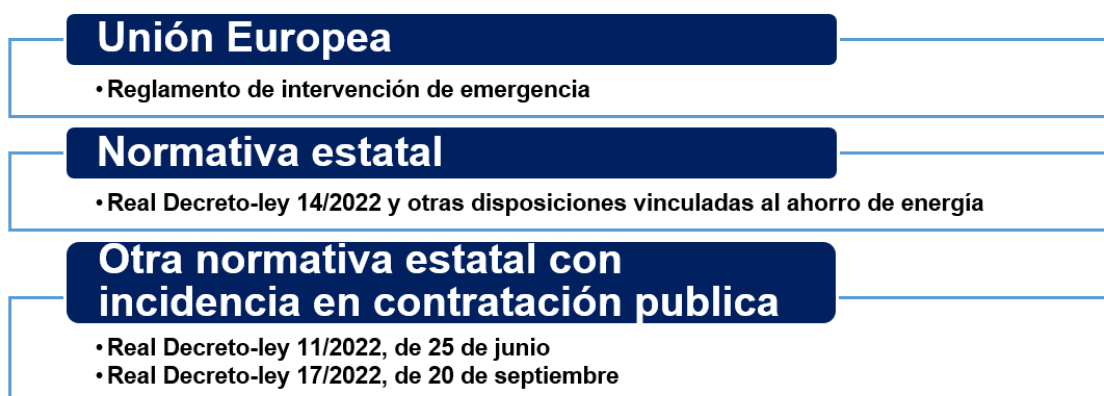 Unión Europea
• Reglamento de intervención de emergencia
Normativa estatal
• Real Decreto-ley 14/2022 y otras disposiciones vinculadas al ahorro de energía
Otra normativa estatal con
incidencia en contratación publica
• Real Decreto-ley 11/2022, de 25 de junio
• Real Decreto-ley 17/2022, de 20 de septiembre